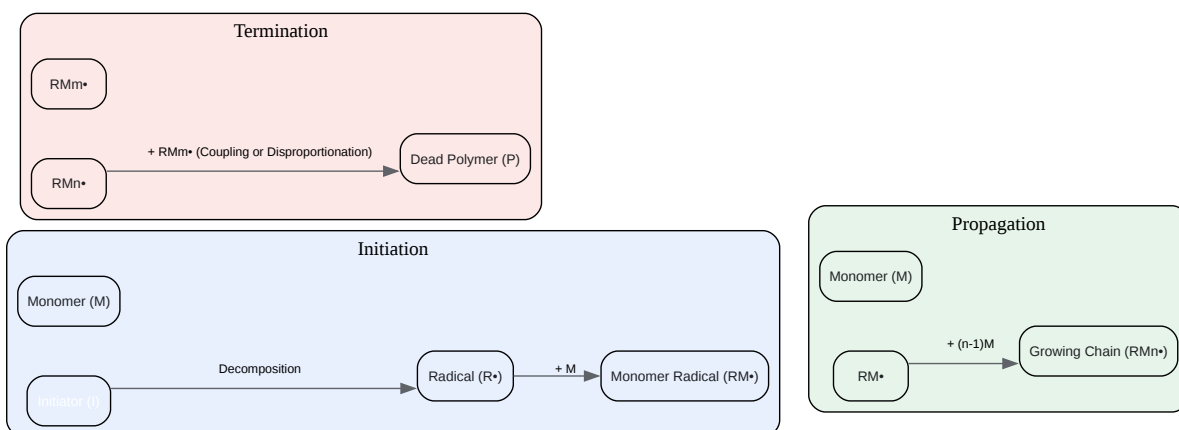 Termination
RMm•
+ RMm• (Coupling or Disproportionation)
Dead Polymer (P)
RMn•
Initiation
Monomer (M)
Decomposition
Initiator (I)
Radical (R•)
+ M
Monomer Radical (RM•)
Propagation
Monomer (M)
+ (n-1)M
RM•
Growing Chain (RMn•)